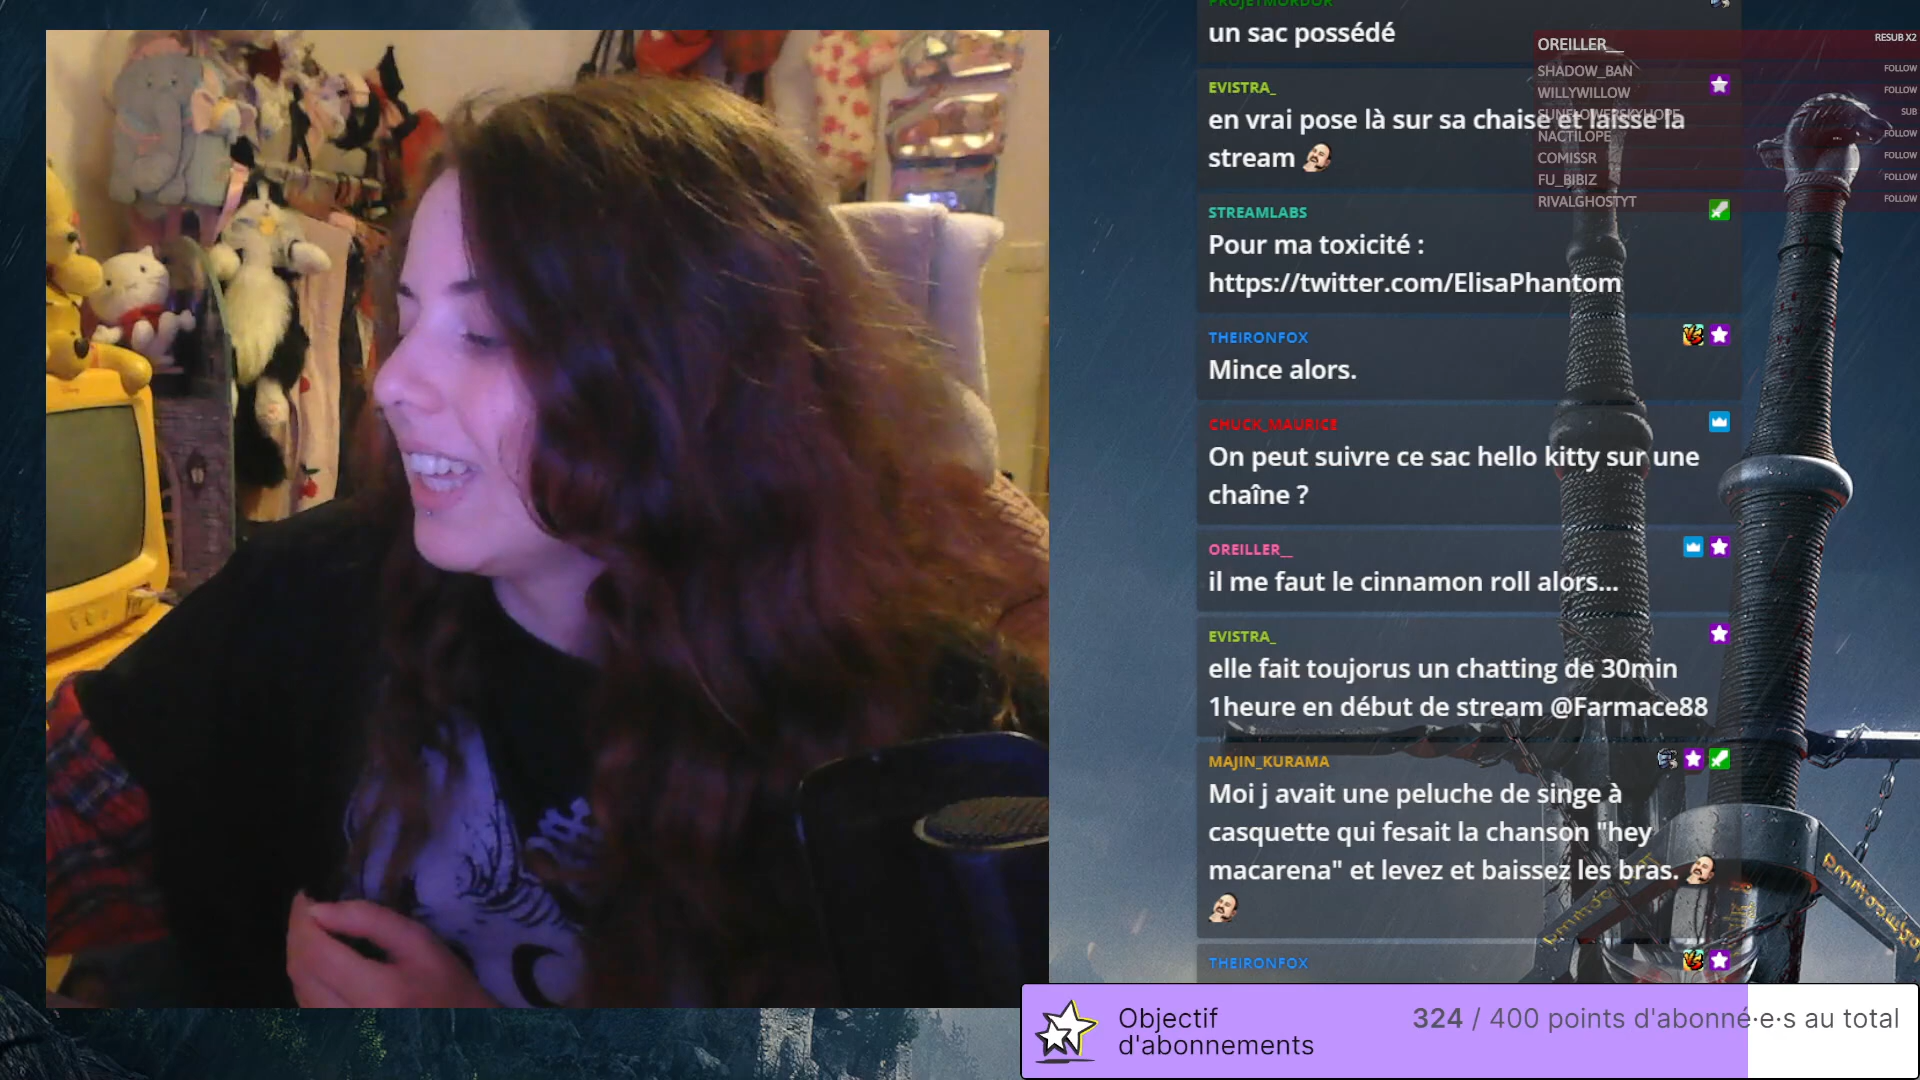 PROJETMORDOR
un sac possédé
EVISTRA_
en vrai pose là sur sa chaise et laisse la
stream
STREAMLABS
Pour ma toxicité :
https://twitter.com/ElisaPhantom
THEIRONFOX
Mince alors.
CHUCK_MAURICE
On peut suivre ce sac hello kitty sur une
chaîne ?
OREILLER__
il me faut le cinnamon roll alors...
EVISTRA_
elle fait toujorus un chatting de 30min
1heure en début de stream @Farmace88
MAJIN_KURAMA
Moi j avait une peluche de singe à
casquette qui fesait la chanson "hey
macarena" et levez et baissez les bras.
THEIRONFOX
OREILLER__ RESUB X2
SHADOW_BAN FOLLOW
WILLYWILLOW FOLLOW
SUNFLOWERSKYHOPE SUB
NACTILOPE FOLLOW
COMISSR FOLLOW
FU_BIBIZ FOLLOW
RIVALGHOSTYT FOLLOW
Objectif
d'abonnements
324 / 400 points d'abonné·e·s au total